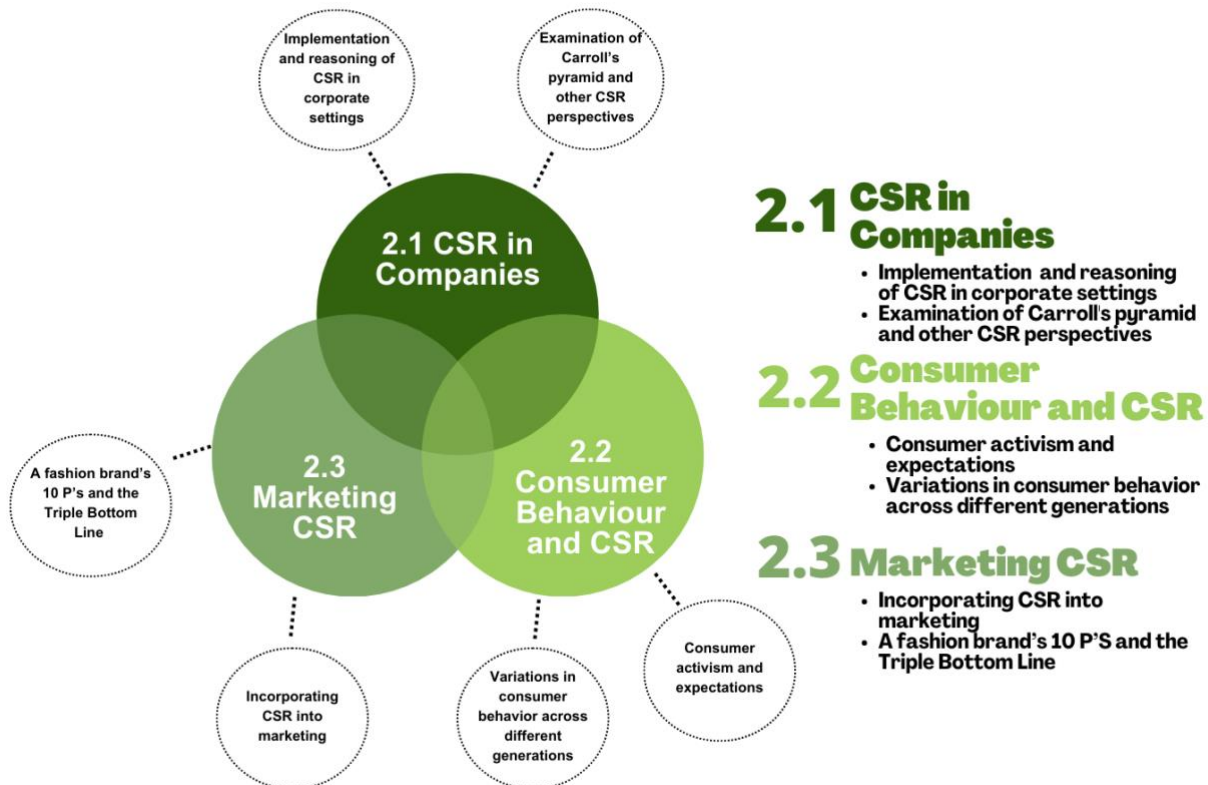 Implementation
and reasoning of
CSR in
corporate
settings
Examination of
Carroll's
pyramid and
other CSR
perspectives
2.1 CSR in
Companies
A fashion brand's
10 P's and the
Triple Bottom
Line
2.3
Marketing
CSR
2.2
Consumer
Behaviour
and CSR
Incorporating
CSR into
marketing
Variations in
consumer
behavior across
different
generations
Consumer
activism and
expectations
2.1 CSR in
Companies
• Implementation and reasoning
of CSR in corporate settings
• Examination of Carroll's pyramid
and other CSR perspectives
2.2 Consumer
Behaviour and CSR
• Consumer activism and
expectations
• Variations in consumer behavior
across different generations
2.3 Marketing CSR
• Incorporating CSR into
marketing
• A fashion brand's 10 P'S and the
Triple Bottom Line